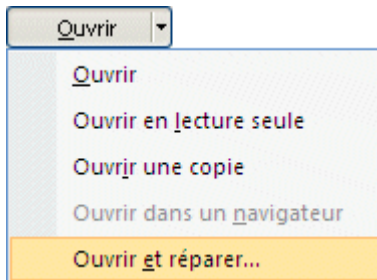 Ouvrir
Ouvrir
Ouvrir en lecture seule
Ouvrir une copie
Ouvrir dans un navigateur
Ouvrir et réparer...